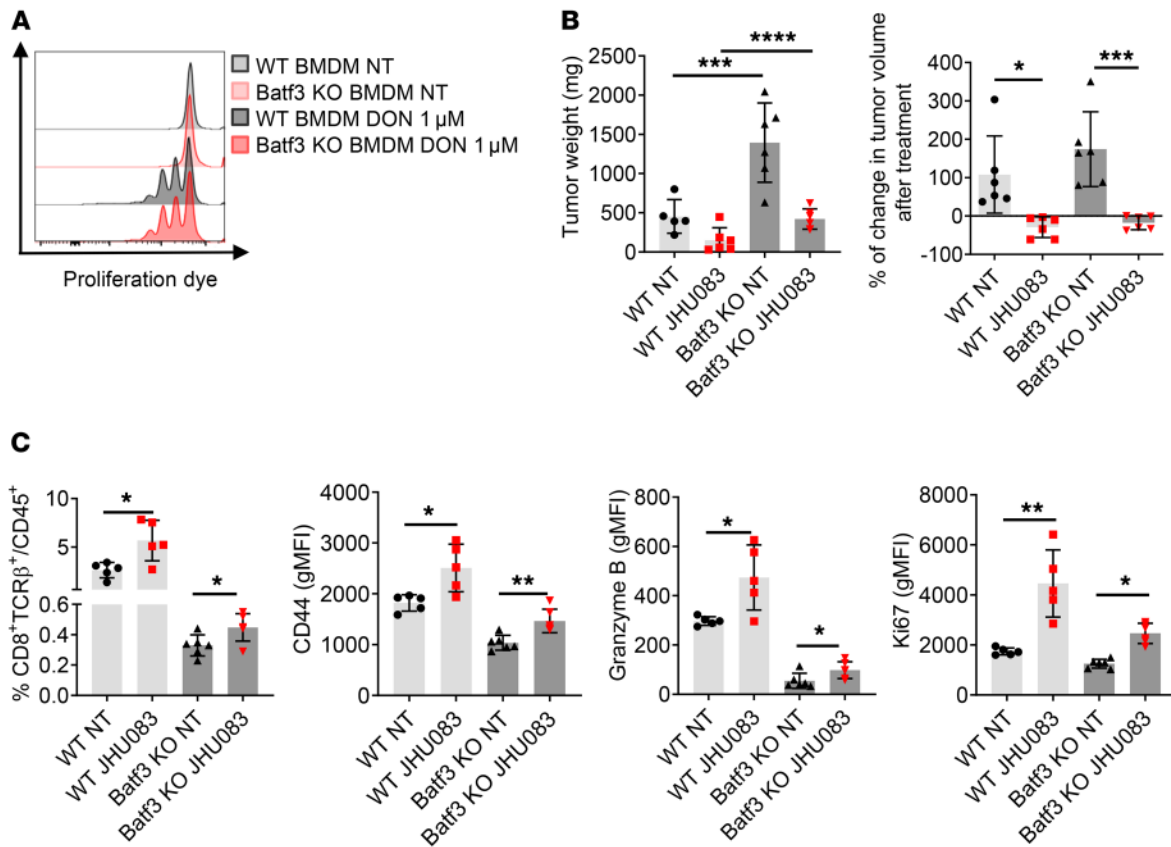 A
WT BMDM NT
Batf3 KO BMDM NT
WT BMDM DON 1 µM
Batf3 KO BMDM DON 1 µM
Proliferation dye
B
Tumor weight (mg)
2500
2000
1500
1000
500
0
***
****
WT NT
WT JHU083
Batf3 KO NT
Batf3 KO JHU083
% of change in tumor volume
after treatment
400
300
200
100
0
-100
*
***
WT NT
WT JHU083
Batf3 KO NT
Batf3 KO JHU083
C
% CD8⁺TCRβ⁺/CD45⁺
10
5
0.6
0.4
0.2
0.0
*
*
WT NT
WT JHU083
Batf3 KO NT
Batf3 KO JHU083
CD44 (gMFI)
4000
3000
2000
1000
0
*
**
WT NT
WT JHU083
Batf3 KO NT
Batf3 KO JHU083
Granzyme B (gMFI)
600
400
200
0
*
*
WT NT
WT JHU083
Batf3 KO NT
Batf3 KO JHU083
Ki67 (gMFI)
8000
6000
4000
2000
0
**
*
WT NT
WT JHU083
Batf3 KO NT
Batf3 KO JHU083